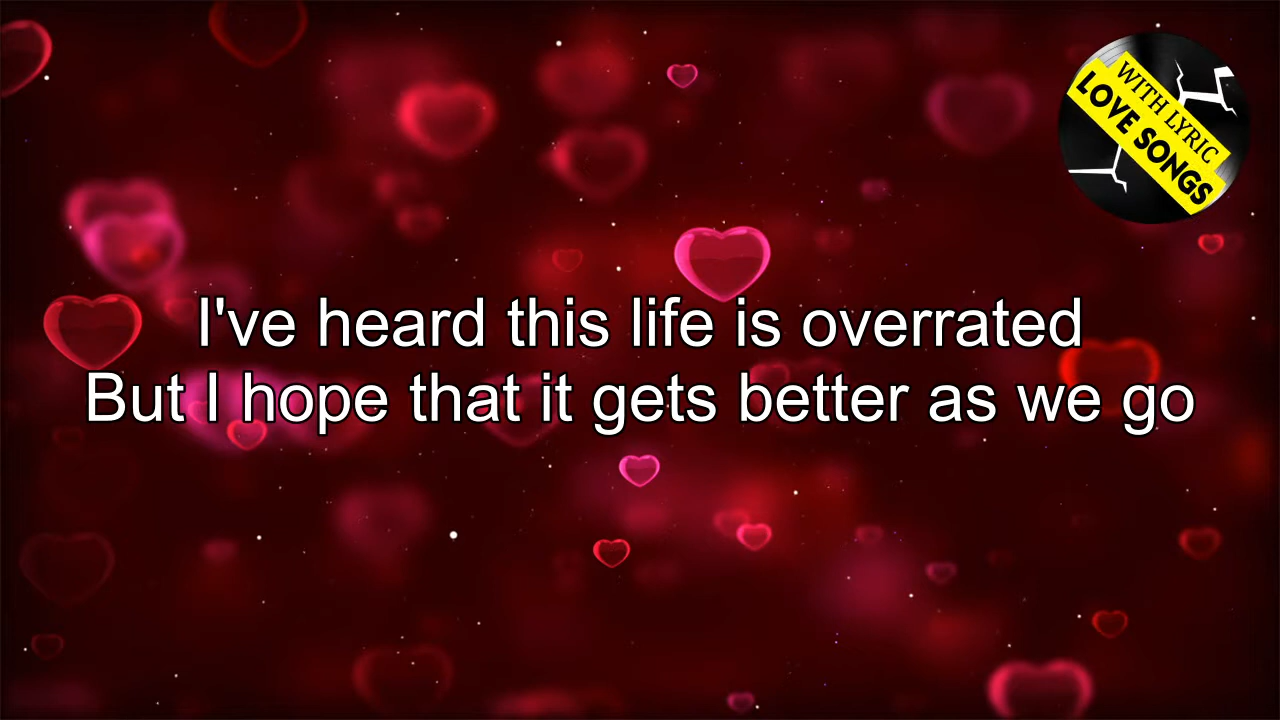 WITH LYRIC
LOVE SONGS
I've heard this life is overrated
But I hope that it gets better as we go